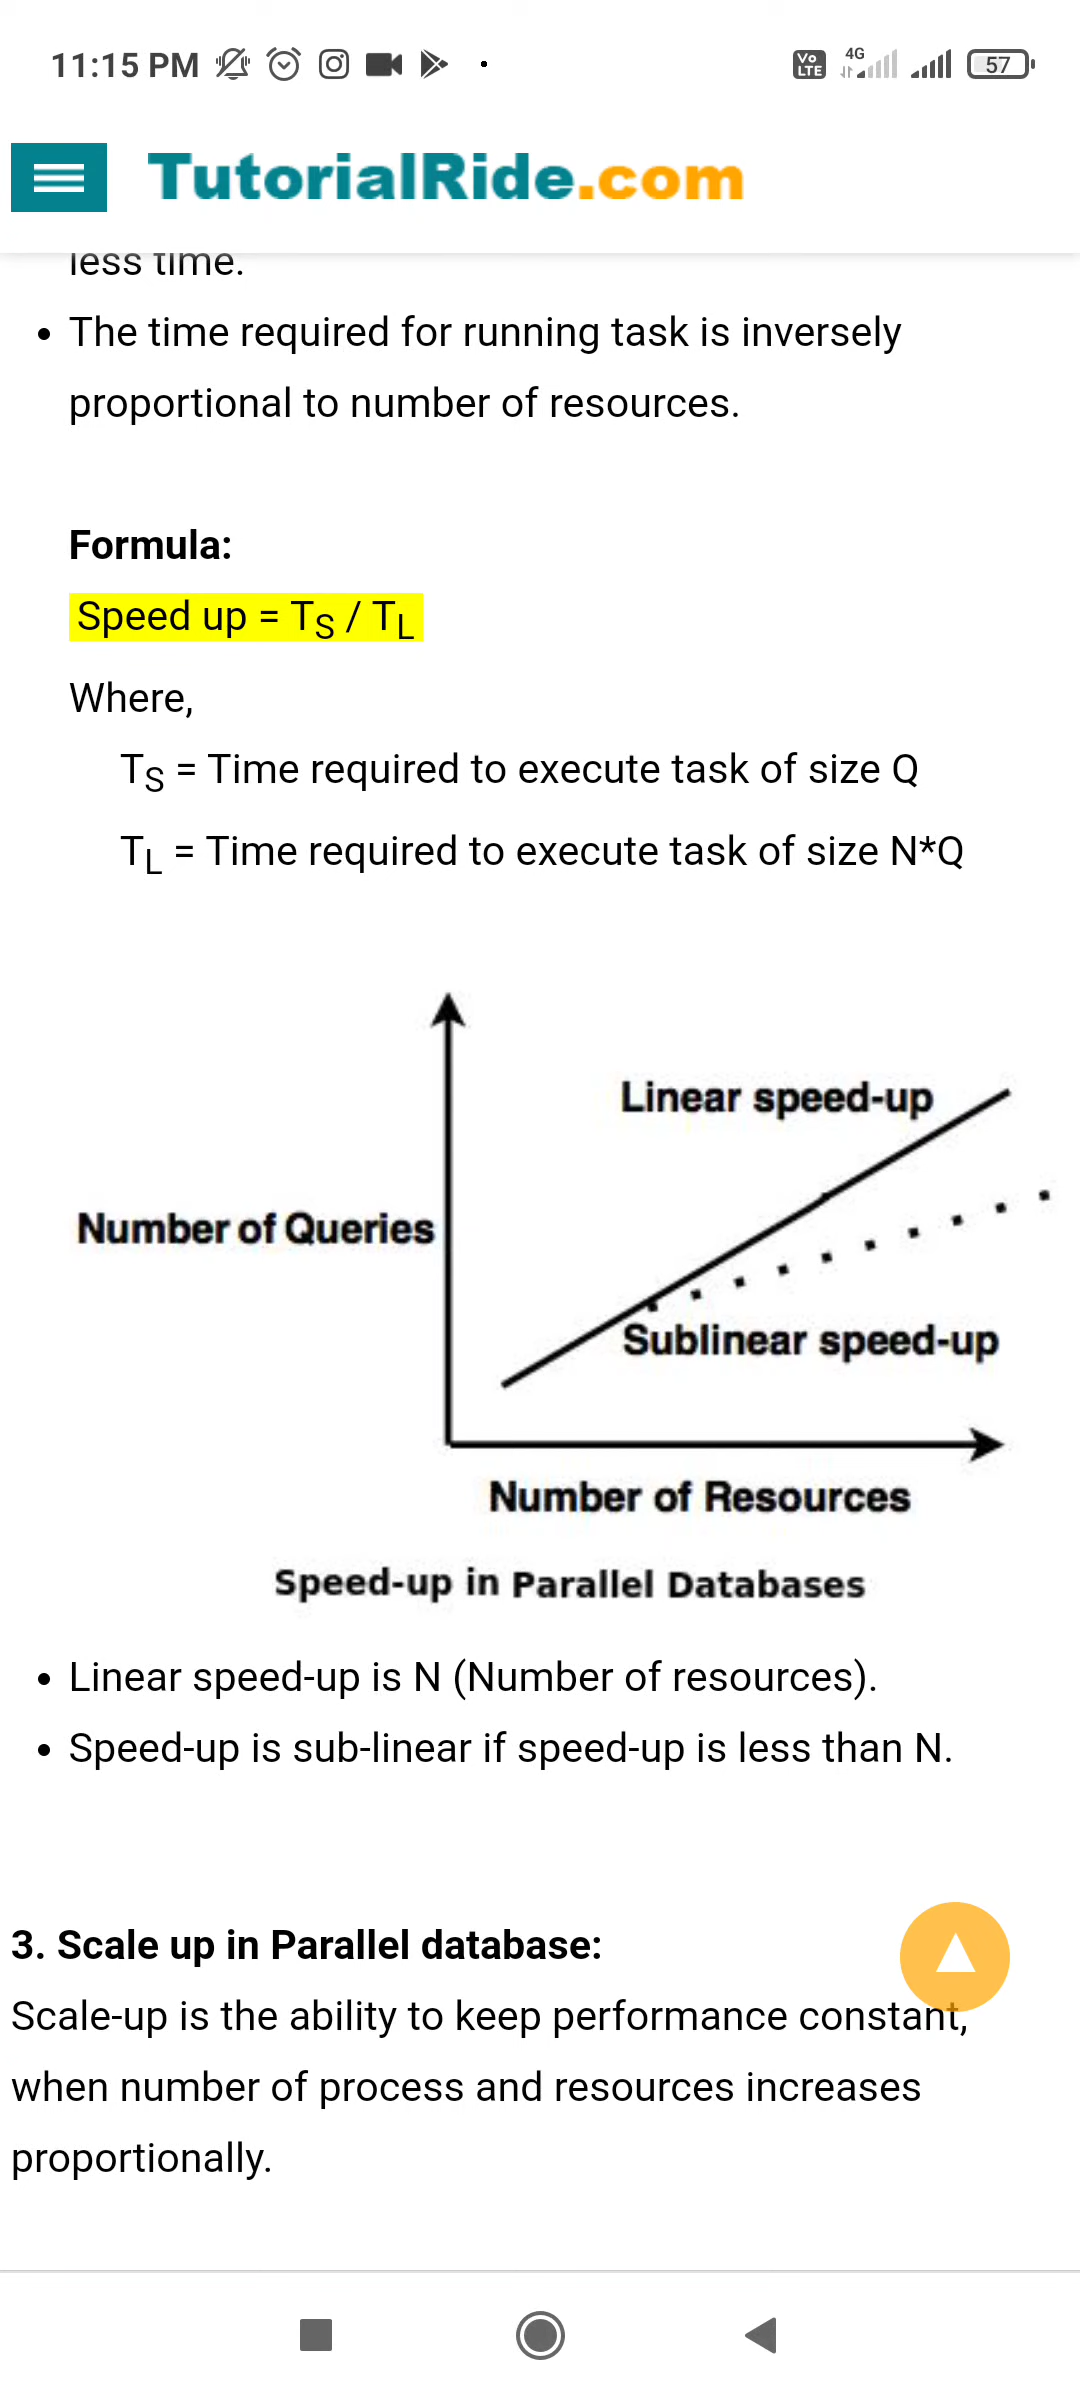 11:15 PM
Vo LTE 4G 57
TutorialRide.com
less time.
• The time required for running task is inversely
proportional to number of resources.
Formula:
Speed up = TS / TL
Where,
TS = Time required to execute task of size Q
TL = Time required to execute task of size N*Q
Linear speed-up
Number of Queries
Sublinear speed-up
Number of Resources
Speed-up in Parallel Databases
• Linear speed-up is N (Number of resources).
• Speed-up is sub-linear if speed-up is less than N.
3. Scale up in Parallel database:
Scale-up is the ability to keep performance constant,
when number of process and resources increases
proportionally.